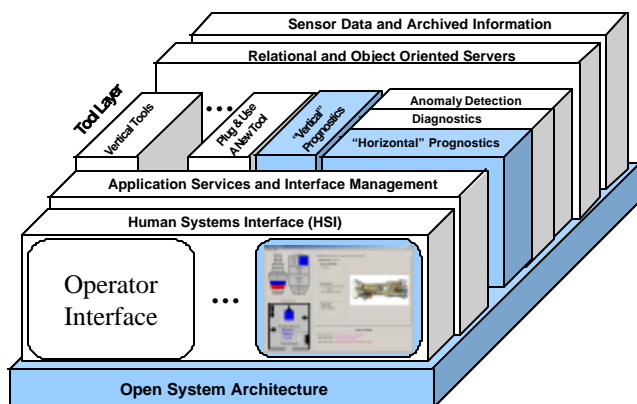 Sensor Data and Archived Information
Relational and Object Oriented Servers
Tool Layer
Vertical Tools
...
Plug & Use
A New Tool
"Vertical"
Prognostics
Anomaly Detection
Diagnostics
"Horizontal" Prognostics
Application Services and Interface Management
Human Systems Interface (HSI)
Operator
Interface
...
Open System Architecture